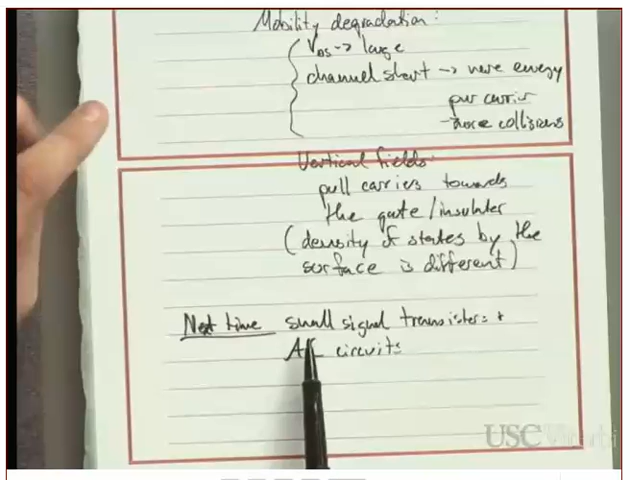 Mobility degradation:
V_DS -> large
channel short -> more energy
per carrier
- more collisions
Vertical fields:
pull carriers towards
the gate/insulator
(density of states by the
surface is different)
Next time small signal transistors +
circuits
USC Viterbi